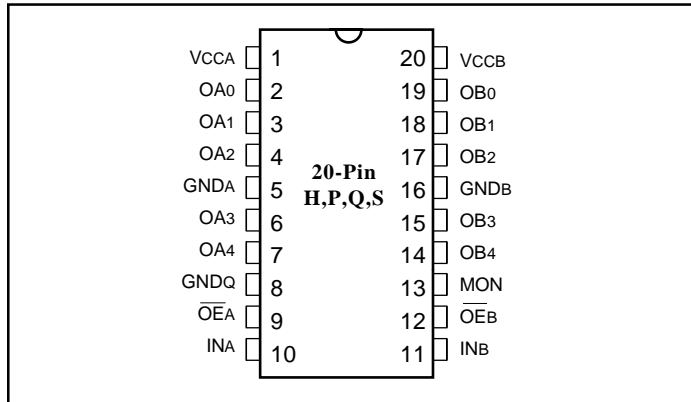 VCCA 1 20 VCCB
OA0 2 19 OB0
OA1 3 18 OB1
OA2 4 17 OB2
20-Pin
GNDA 5 16 GNDB
H,P,Q,S
OA3 6 15 OB3
OA4 7 14 OB4
GNDQ 8 13 MON
O̅E̅A 9 12 O̅E̅B
INA 10 11 INB